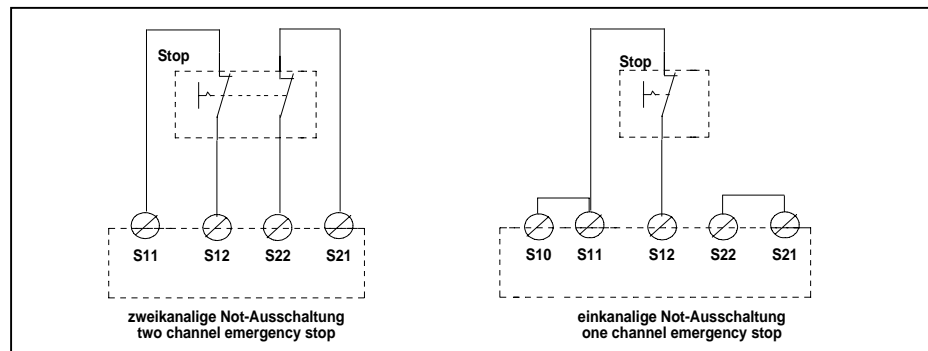 Stop
S11 S12 S22 S21
zweikanalige Not-Ausschaltung
two channel emergency stop
Stop
S10 S11 S12 S22 S21
einkanalige Not-Ausschaltung
one channel emergency stop